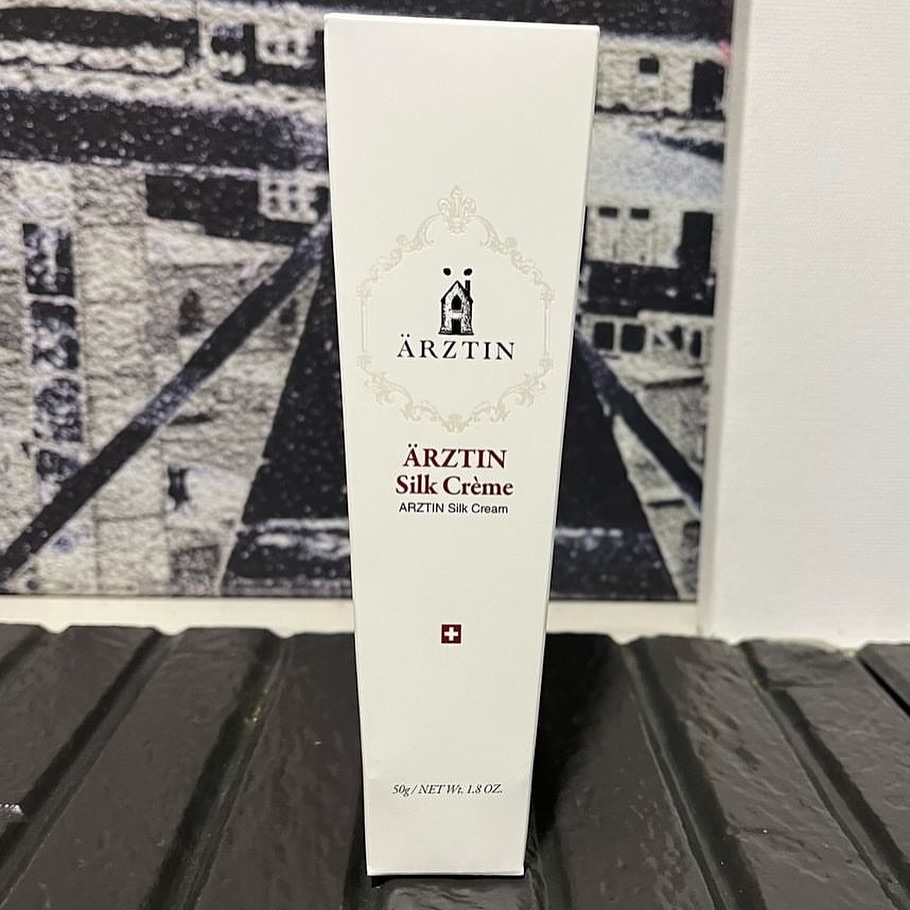 ÄRZTIN
ÄRZTIN
Silk Crème
ARZTIN Silk Cream
50g / NET Wt. 1.8 OZ.